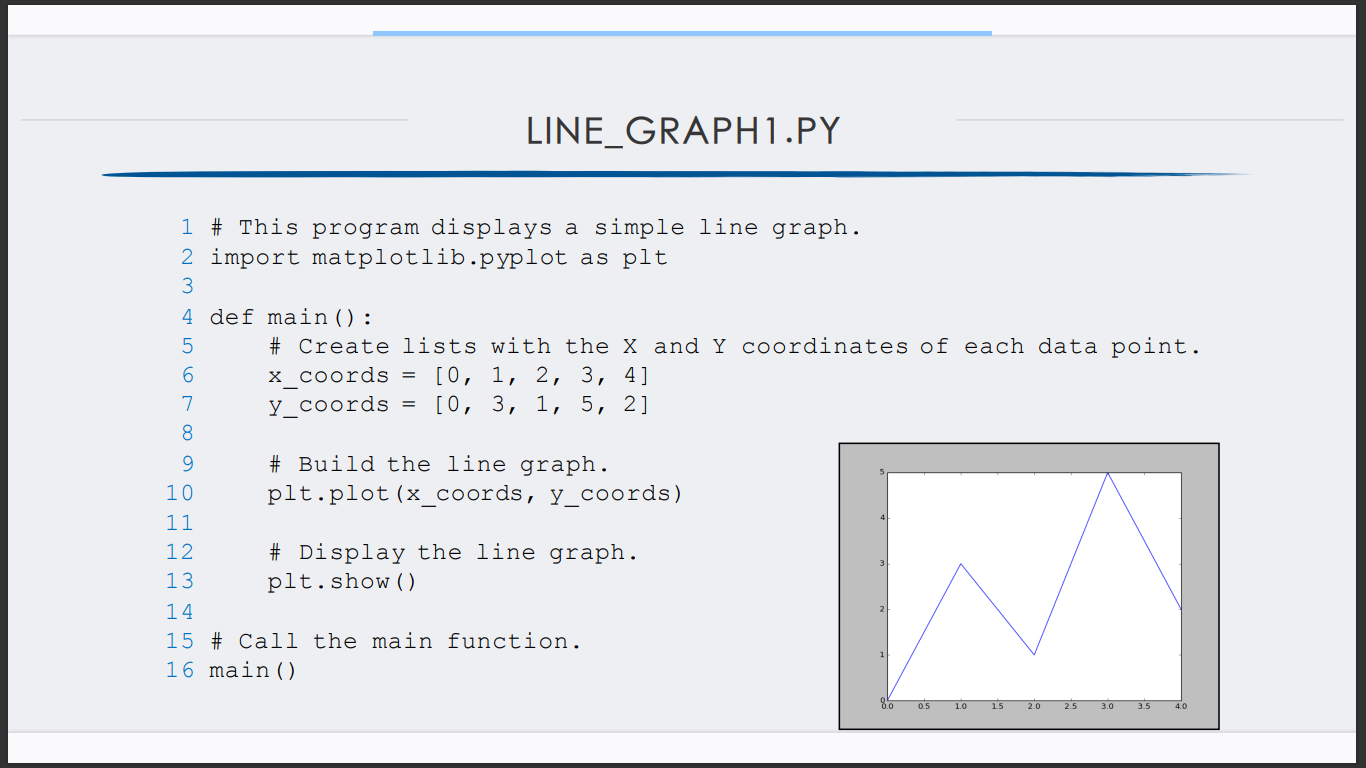 LINE_GRAPH1.PY
1 # This program displays a simple line graph.
2 import matplotlib.pyplot as plt
3
4 def main():
5     # Create lists with the X and Y coordinates of each data point.
6     x_coords = [0, 1, 2, 3, 4]
7     y_coords = [0, 3, 1, 5, 2]
8
9     # Build the line graph.
10     plt.plot(x_coords, y_coords)
11
12     # Display the line graph.
13     plt.show()
14
15 # Call the main function.
16 main()
5
4
3
2
1
0
0.0 0.5 1.0 1.5 2.0 2.5 3.0 3.5 4.0